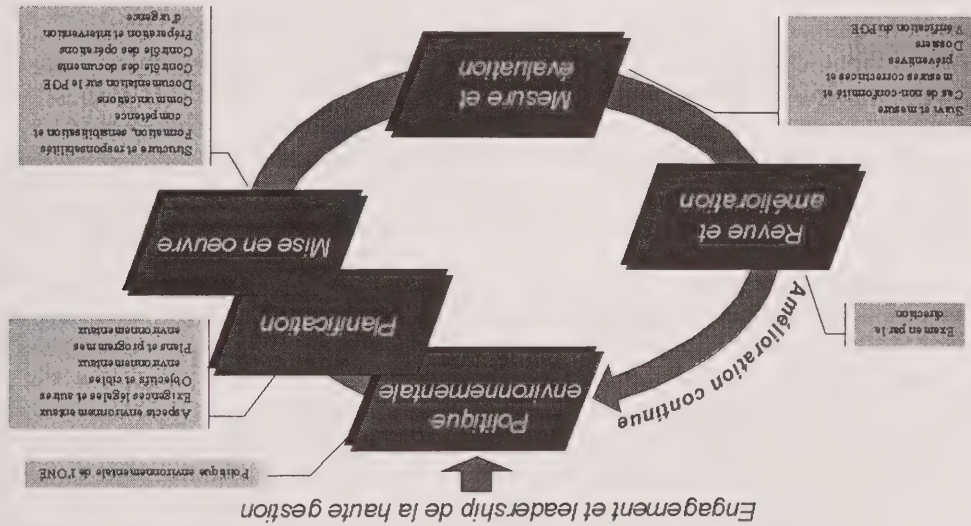 Engagement et leadership de la haute gestion
Politique environnementale de l'ONÉ
Politique
environnementale
Aspects environnementaux
Exigences légales et autres
Objectifs et cibles
environnementaux
Plans et programmes
environnementaux
Planification
Amélioration continue
Examen par la
direction
Mise en oeuvre
Revue et
amélioration
Structure et responsabilités
Formation, sensibilisation et
compétence
Communications
Documentation sur le PGE
Contrôle des documents
Contrôle des opérations
Préparation et intervention
d'urgence
Mesure et
évaluation
Suivi et mesure
Cas de non-conformité et
mesures correctrices et
préventives
Dossiers
Vérification du PGE